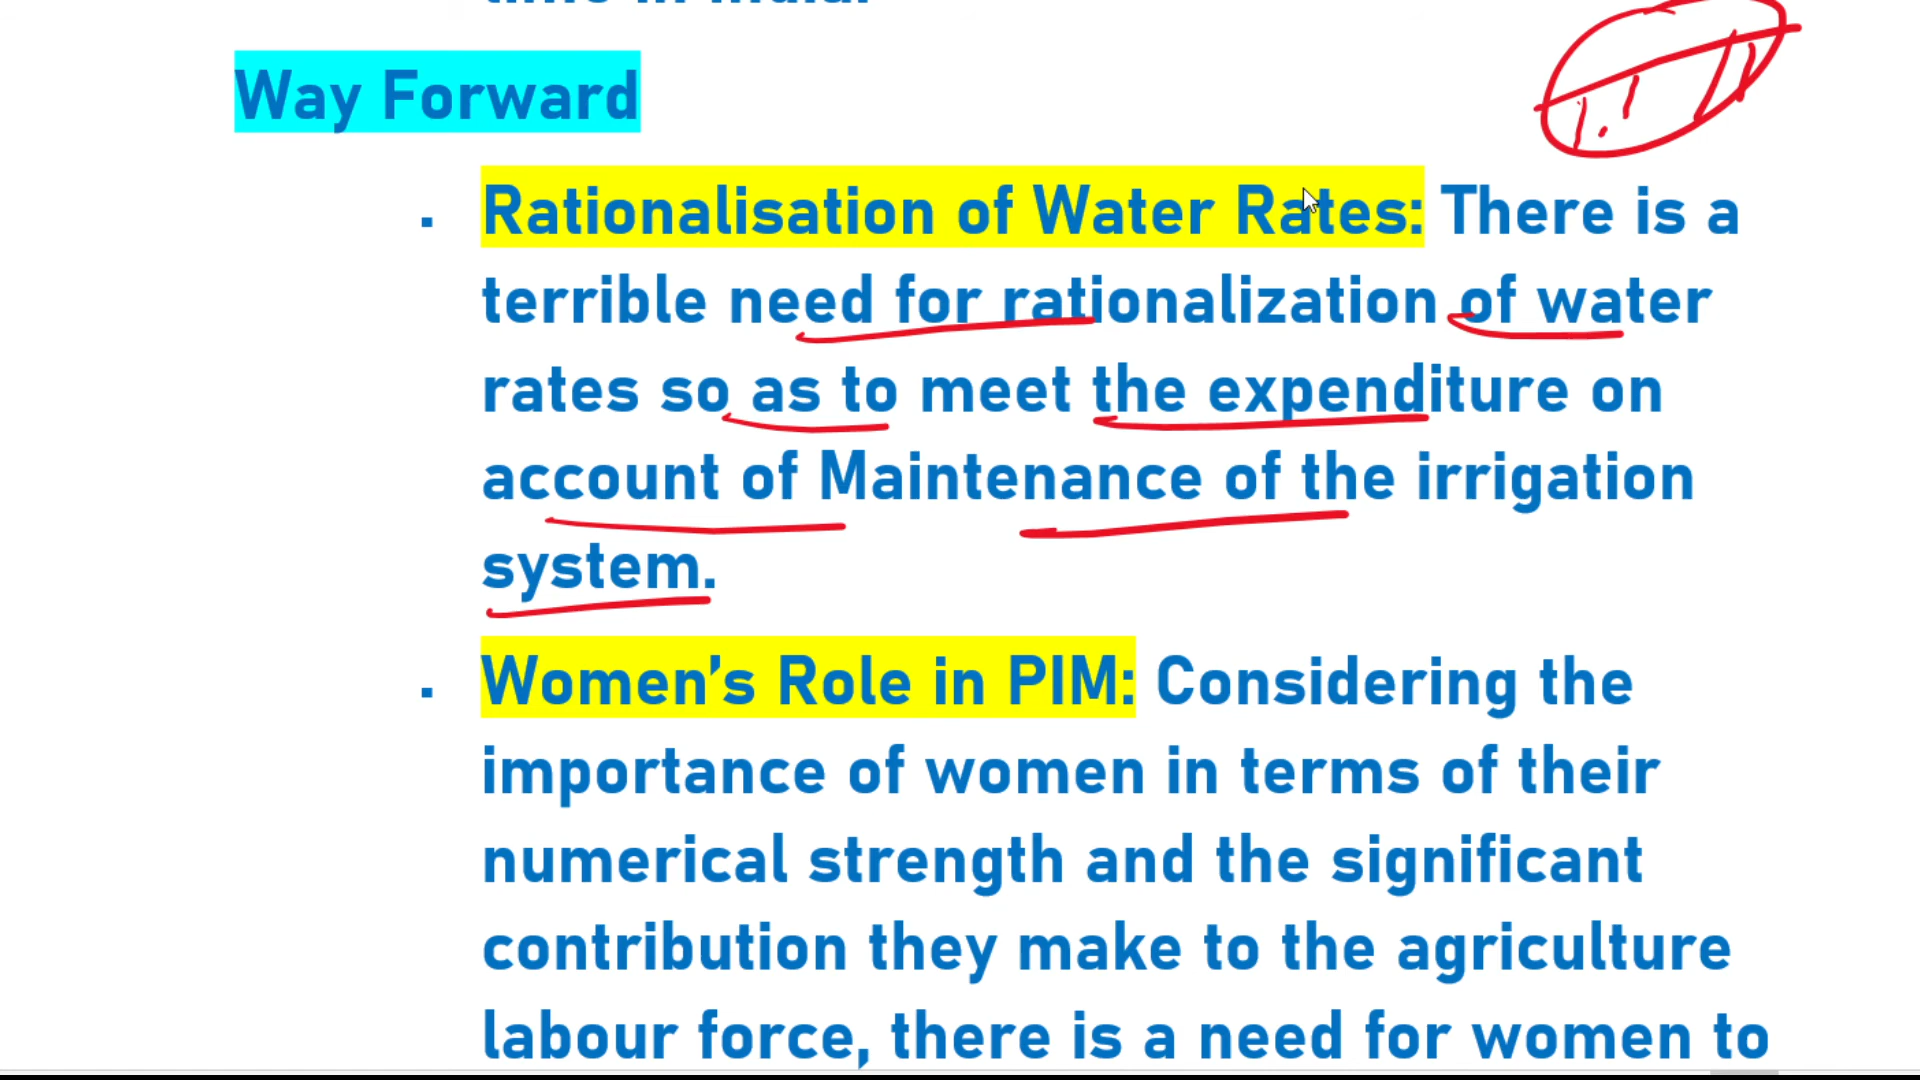 time in India.
Way Forward
▪ Rationalisation of Water Rates: There is a
terrible need for rationalization of water
rates so as to meet the expenditure on
account of Maintenance of the irrigation
system.
▪ Women’s Role in PIM: Considering the
importance of women in terms of their
numerical strength and the significant
contribution they make to the agriculture
labour force, there is a need for women to